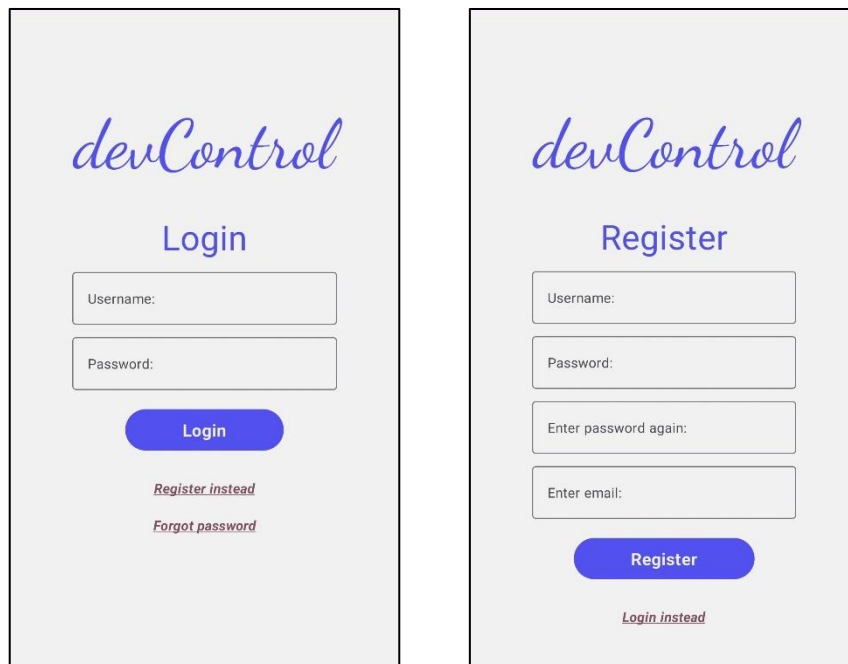 devControl
Login
Username:
Password:
Login
Register instead
Forgot password
devControl
Register
Username:
Password:
Enter password again:
Enter email:
Register
Login instead